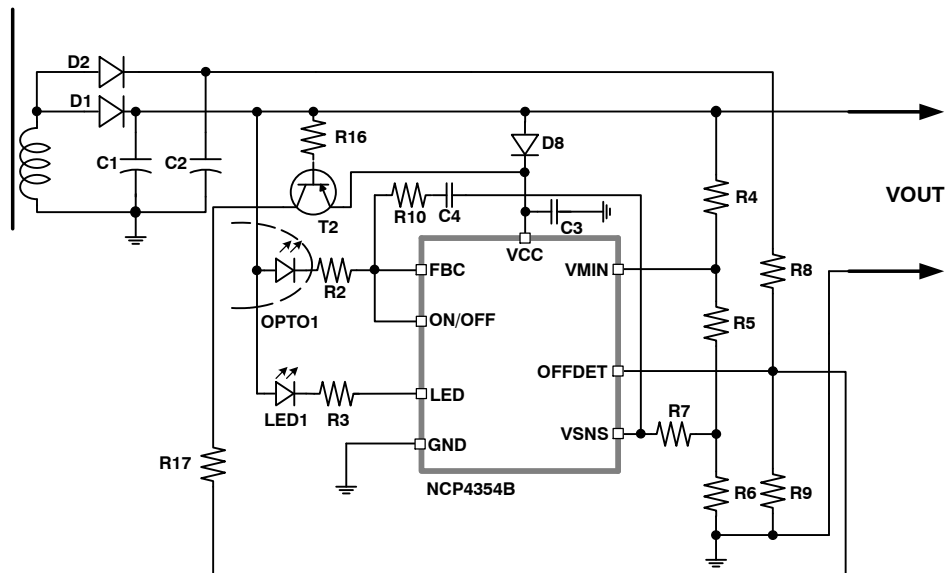 D2
D1
R16
D8
C1
C2
R4
VOUT
T2
R10
C4
C3
VCC
FBC
VMIN
R8
R2
OPTO1
ON/OFF
R5
OFFDET
LED
LED1
R3
R7
VSNS
GND
R17
NCP4354B
R6
R9